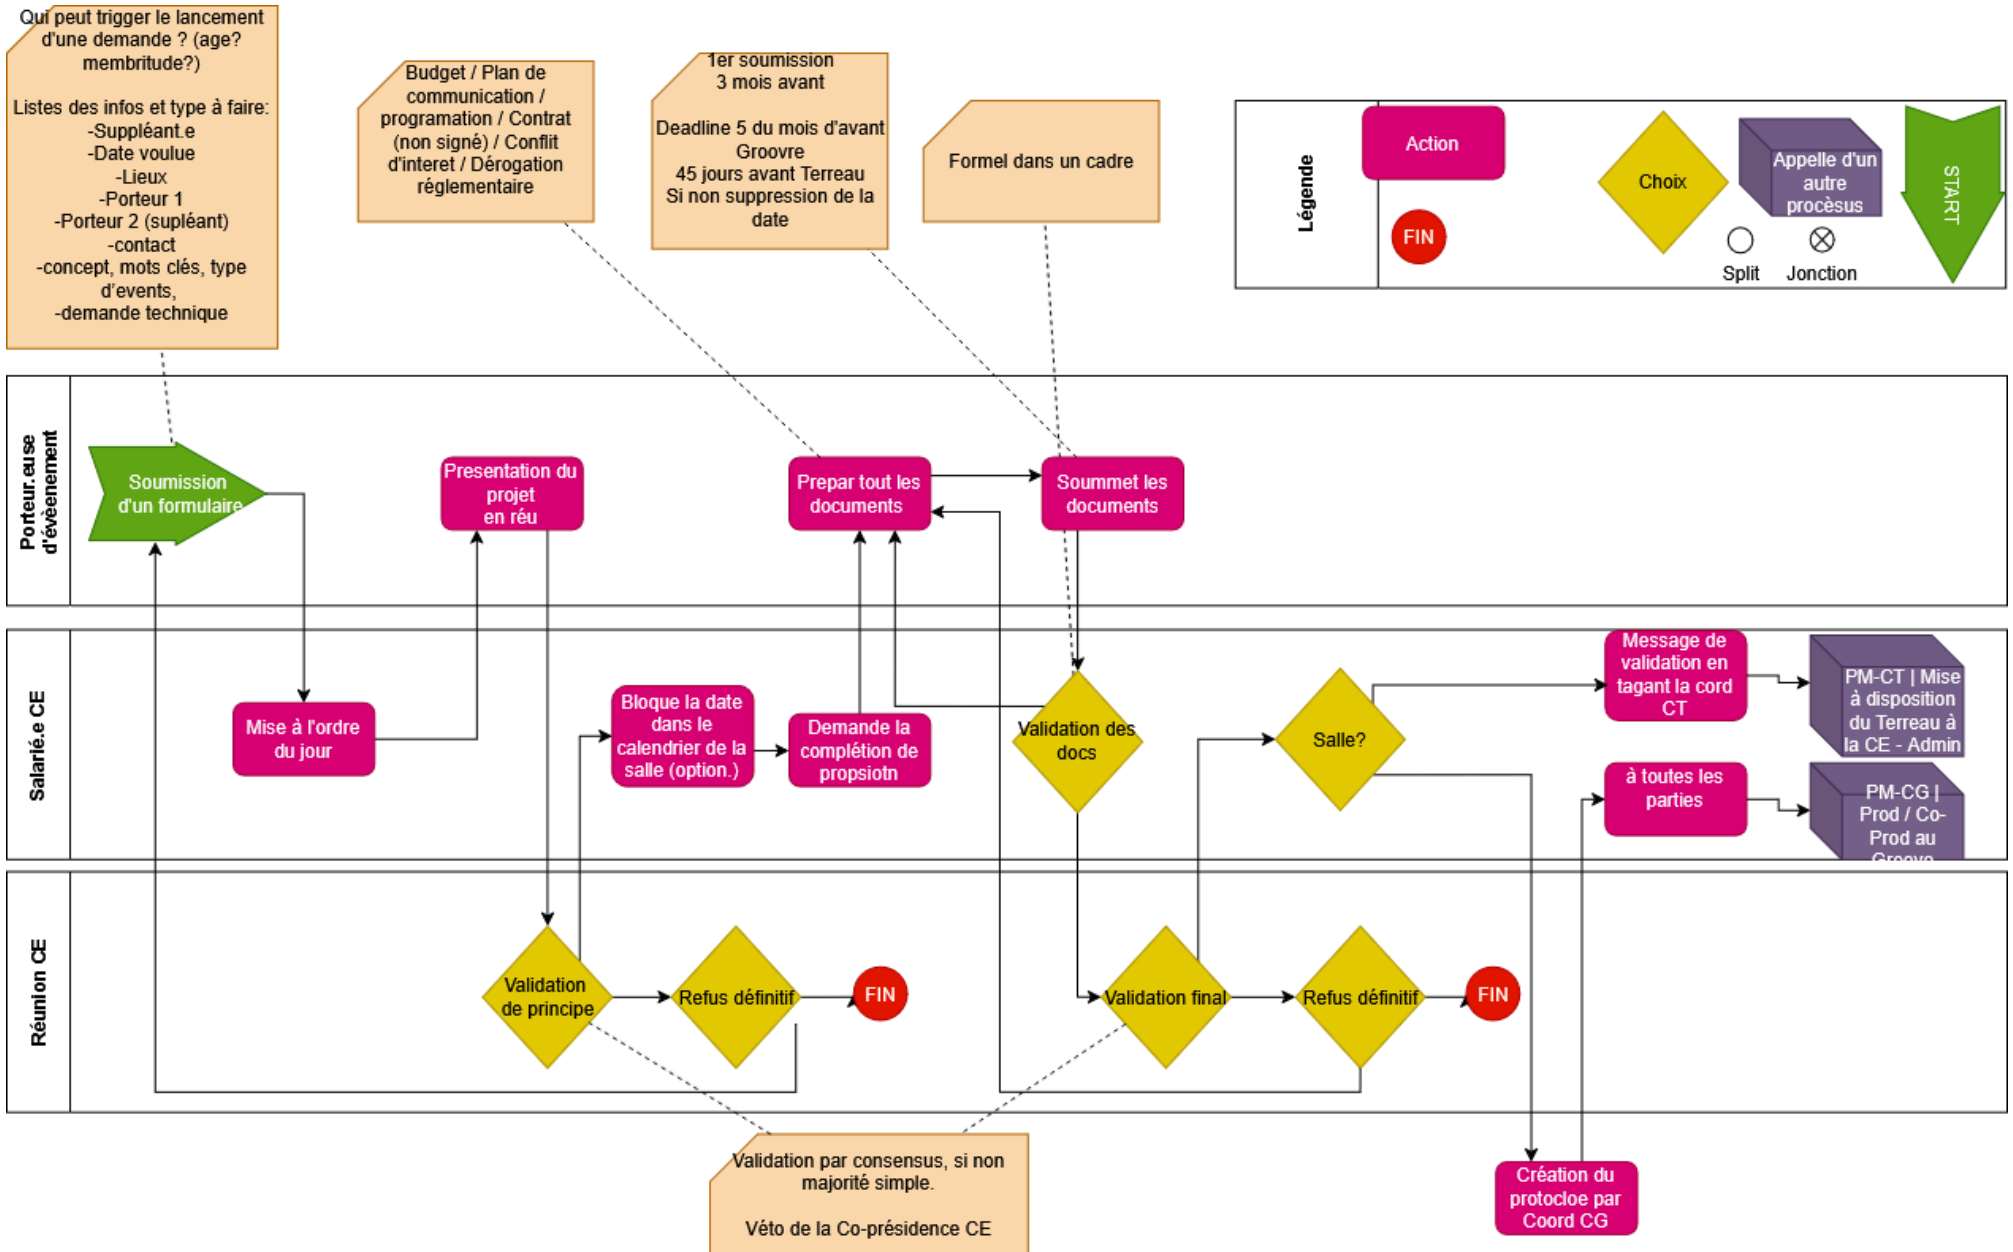 Qui peut trigger le lancement
d'une demande ? (age?
membritude?)
Listes des infos et type à faire:
-Suppléant.e
-Date voulue
-Lieux
-Porteur 1
-Porteur 2 (supléant)
-contact
-concept, mots clés, type
d'events,
-demande technique
Budget / Plan de
communication /
programation / Contrat
(non signé) / Conflit
d'interet / Dérogation
réglementaire
1er soumission
3 mois avant
Deadline 5 du mois d'avant
Groovre
45 jours avant Terreau
Si non suppression de la
date
Formel dans un cadre
Légende
Action
FIN
Choix
Appelle d'un
autre
procèsus
Split
Jonction
START
Porteur.euse
d'évèenement
Soumission
d'un formulaire
Presentation du
projet
en réu
Prepar tout les
documents
Soummet les
documents
Salarié.e CE
Mise à l'ordre
du jour
Bloque la date
dans le
calendrier de la
salle (option.)
Demande la
complétion de
propsiotn
Validation des
docs
Salle?
Message de
validation en
tagant la cord
CT
PM-CT | Mise
à disposition
du Terreau à
la CE - Admin
à toutes les
parties
PM-CG |
Prod / Co-
Prod au
Groove
Réunion CE
Validation
de principe
Refus définitif
FIN
Validation final
Refus définitif
FIN
Validation par consensus, si non
majorité simple.
Véto de la Co-présidence CE
Création du
protocloe par
Coord CG